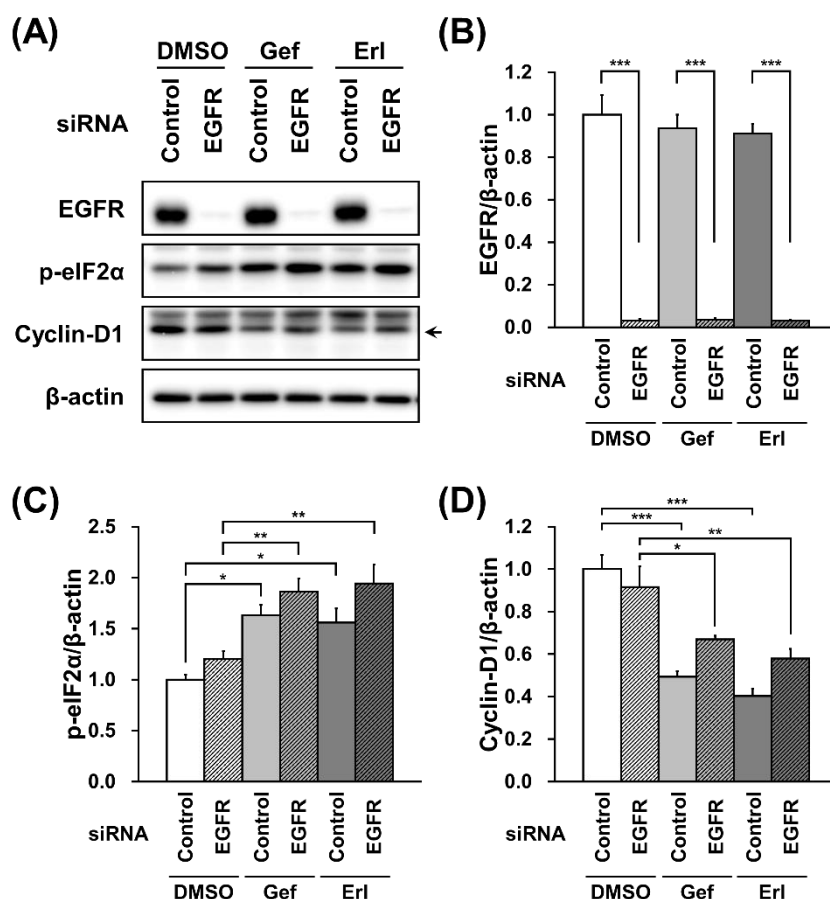 (A)
DMSO Gef Erl
siRNA Control EGFR Control EGFR Control EGFR
EGFR
p-eIF2α
Cyclin-D1
β-actin
(B)
*** *** ***
EGFR/β-actin
1.2
1.0
0.8
0.6
0.4
0.2
0.0
siRNA Control EGFR Control EGFR Control EGFR
DMSO Gef Erl
(C)
**
**
*
*
p-eIF2α/β-actin
2.5
2.0
1.5
1.0
0.5
0.0
siRNA Control EGFR Control EGFR Control EGFR
DMSO Gef Erl
(D)
***
***
**
*
Cyclin-D1/β-actin
1.2
1.0
0.8
0.6
0.4
0.2
0.0
siRNA Control EGFR Control EGFR Control EGFR
DMSO Gef Erl